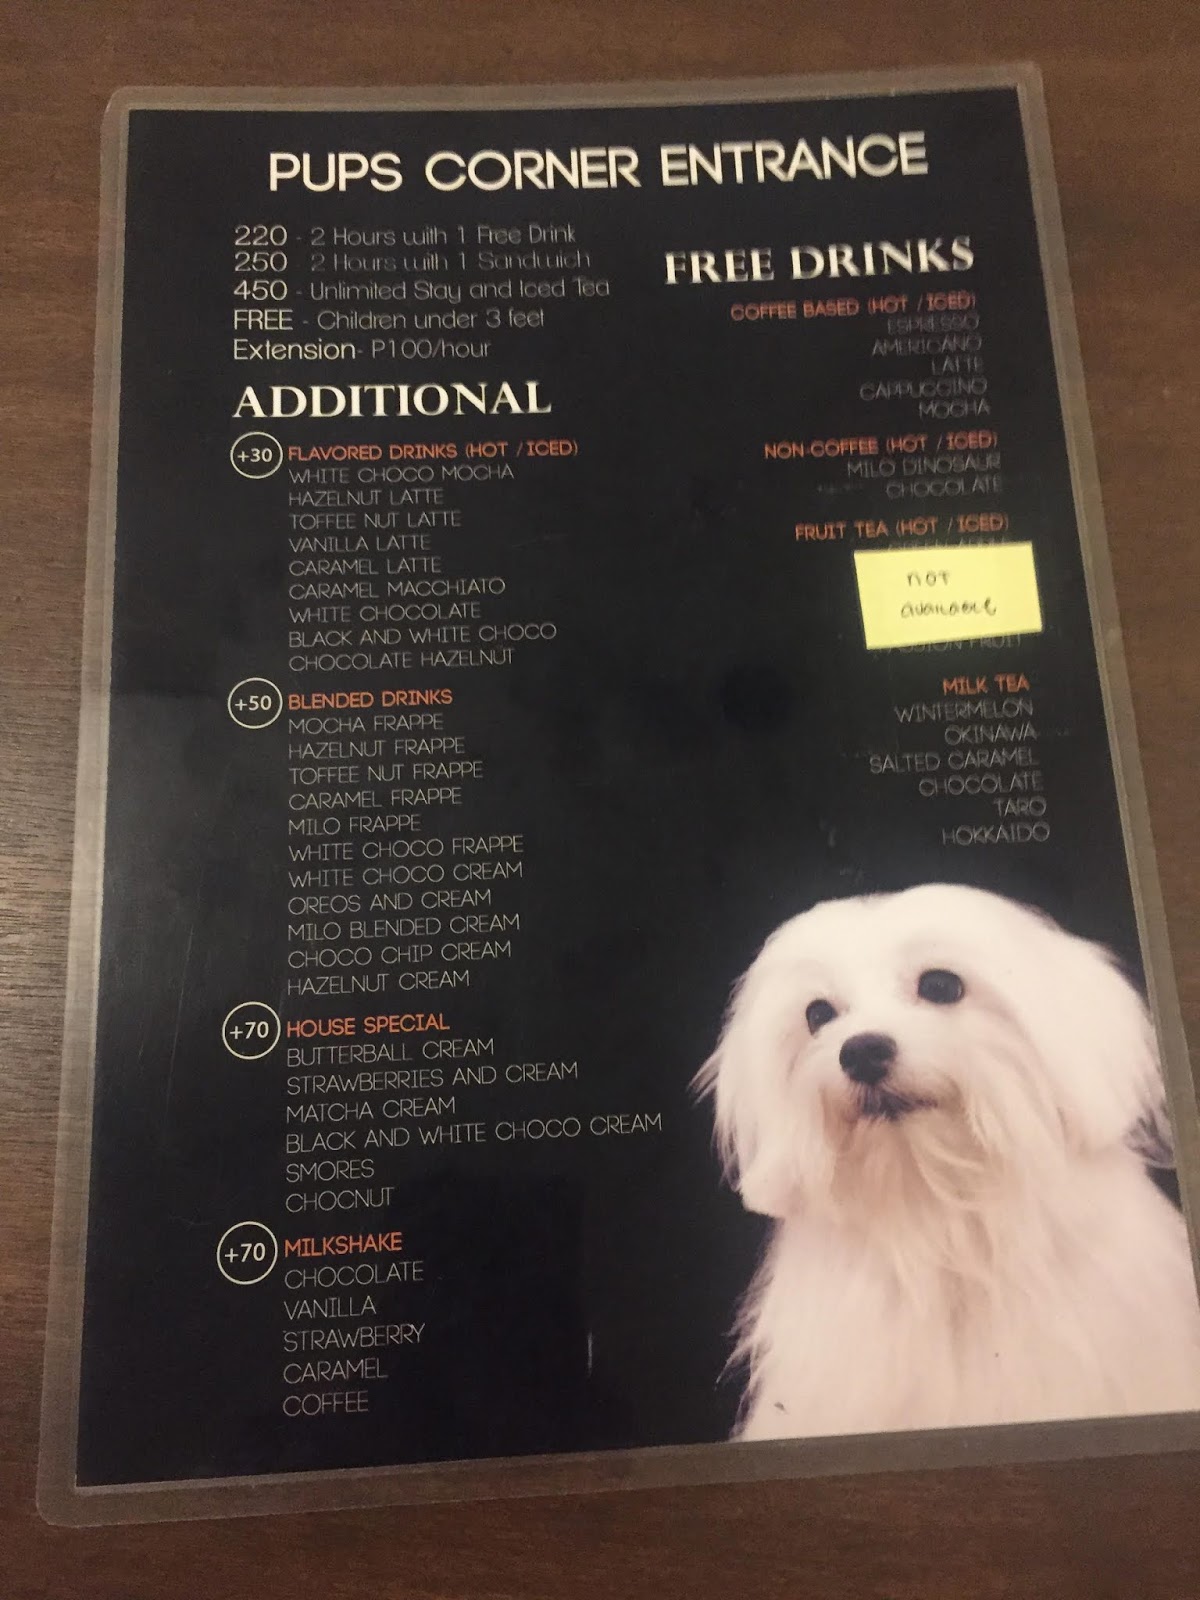 PUPS CORNER ENTRANCE
220 - 2 Hours with 1 Free Drink
250 - 2 Hours with 1 Sandwich
450 - Unlimited Stay and Iced Tea
FREE - Children under 3 feet
Extension- P100/hour
ADDITIONAL
+30 FLAVORED DRINKS (HOT / ICED)
WHITE CHOCO MOCHA
HAZELNUT LATTE
TOFFEE NUT LATTE
VANILLA LATTE
CARAMEL LATTE
CARAMEL MACCHIATO
WHITE CHOCOLATE
BLACK AND WHITE CHOCO
CHOCOLATE HAZELNUT
+50 BLENDED DRINKS
MOCHA FRAPPE
HAZELNUT FRAPPE
TOFFEE NUT FRAPPE
CARAMEL FRAPPE
MILO FRAPPE
WHITE CHOCO FRAPPE
WHITE CHOCO CREAM
OREOS AND CREAM
MILO BLENDED CREAM
CHOCO CHIP CREAM
HAZELNUT CREAM
+70 HOUSE SPECIAL
BUTTERBALL CREAM
STRAWBERRIES AND CREAM
MATCHA CREAM
BLACK AND WHITE CHOCO CREAM
SMORES
CHOCNUT
+70 MILKSHAKE
CHOCOLATE
VANILLA
STRAWBERRY
CARAMEL
COFFEE
FREE DRINKS
COFFEE BASED (HOT / ICED)
ESPRESSO
AMERICANO
LATTE
CAPPUCCINO
MOCHA
NON-COFFEE (HOT / ICED)
MILO DINOSAUR
CHOCOLATE
FRUIT TEA (HOT / ICED)
not
available
FRUIT
MILK TEA
WINTERMELON
OKINAWA
SALTED CARAMEL
CHOCOLATE
TARO
HOKKAIDO